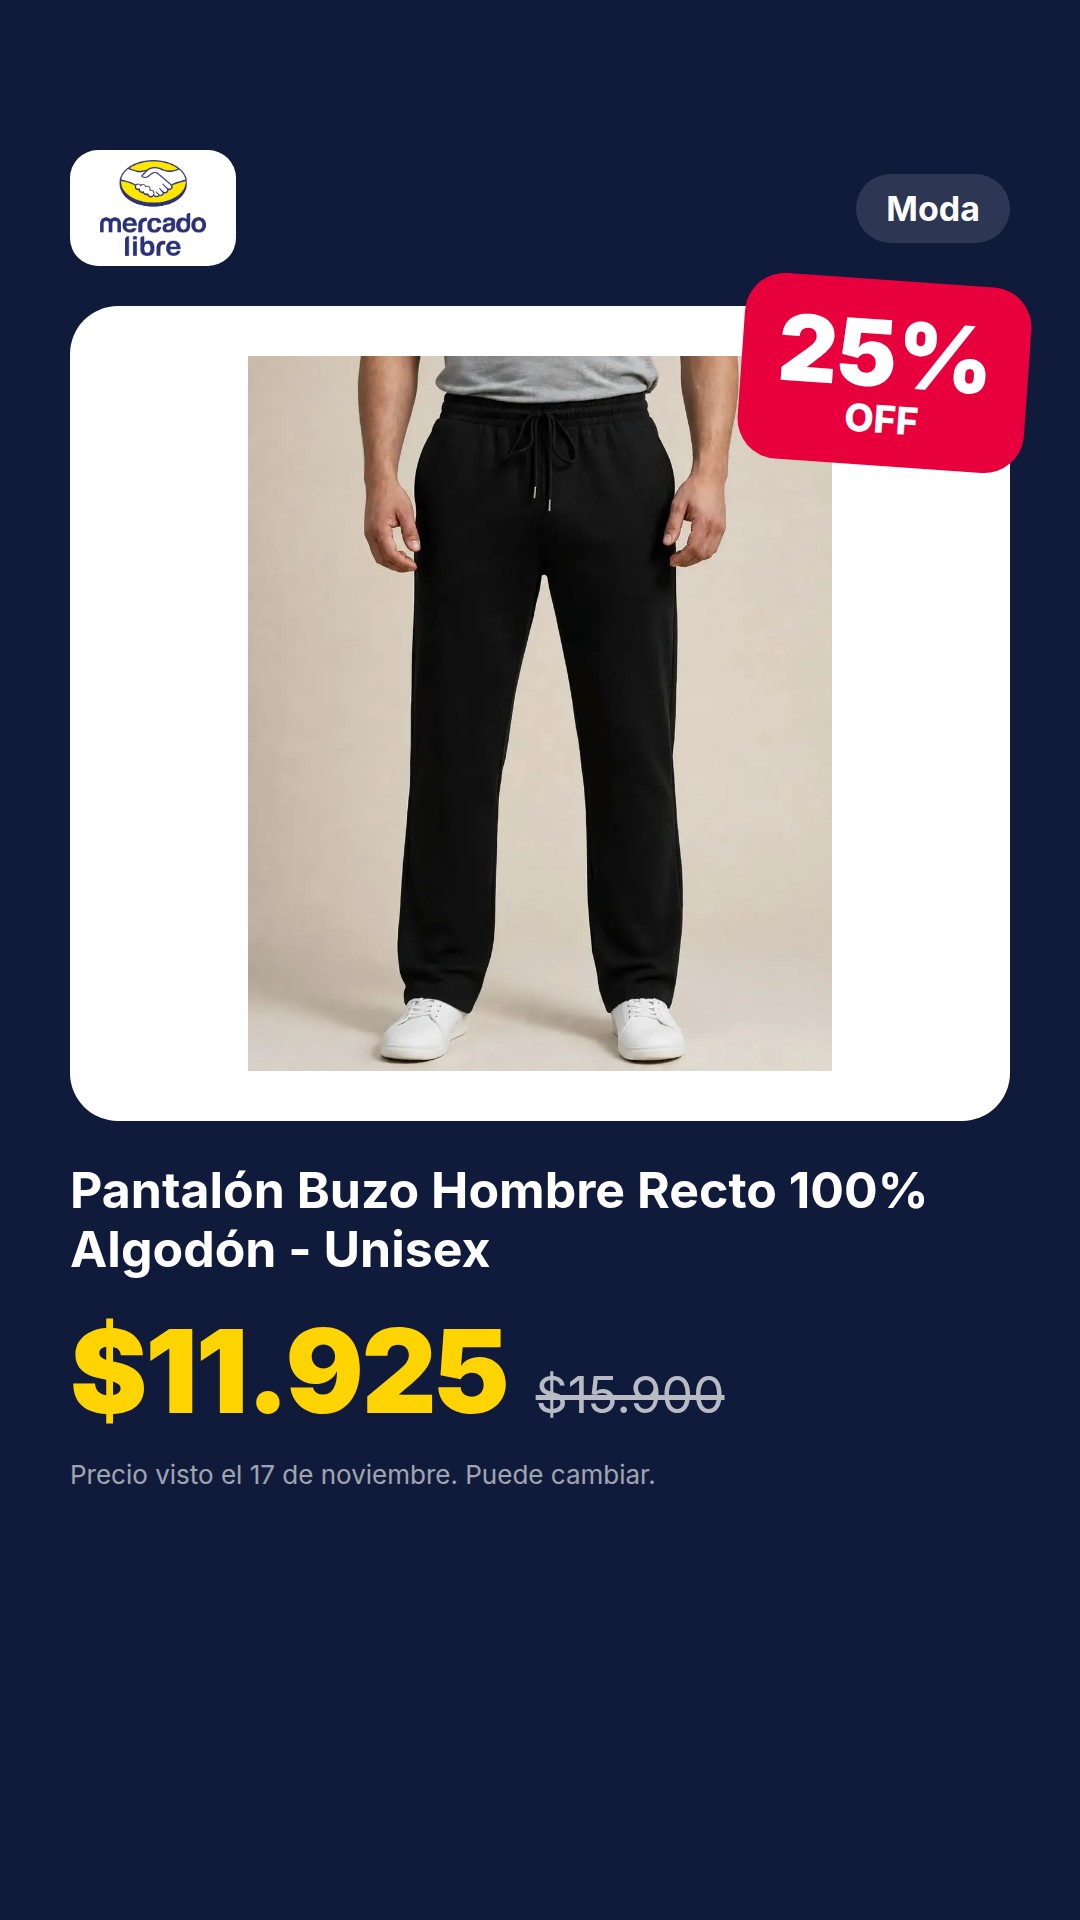 mercado
libre
Moda
25%
OFF
Pantalón Buzo Hombre Recto 100%
Algodón - Unisex
$11.925 $15.900
Precio visto el 17 de noviembre. Puede cambiar.